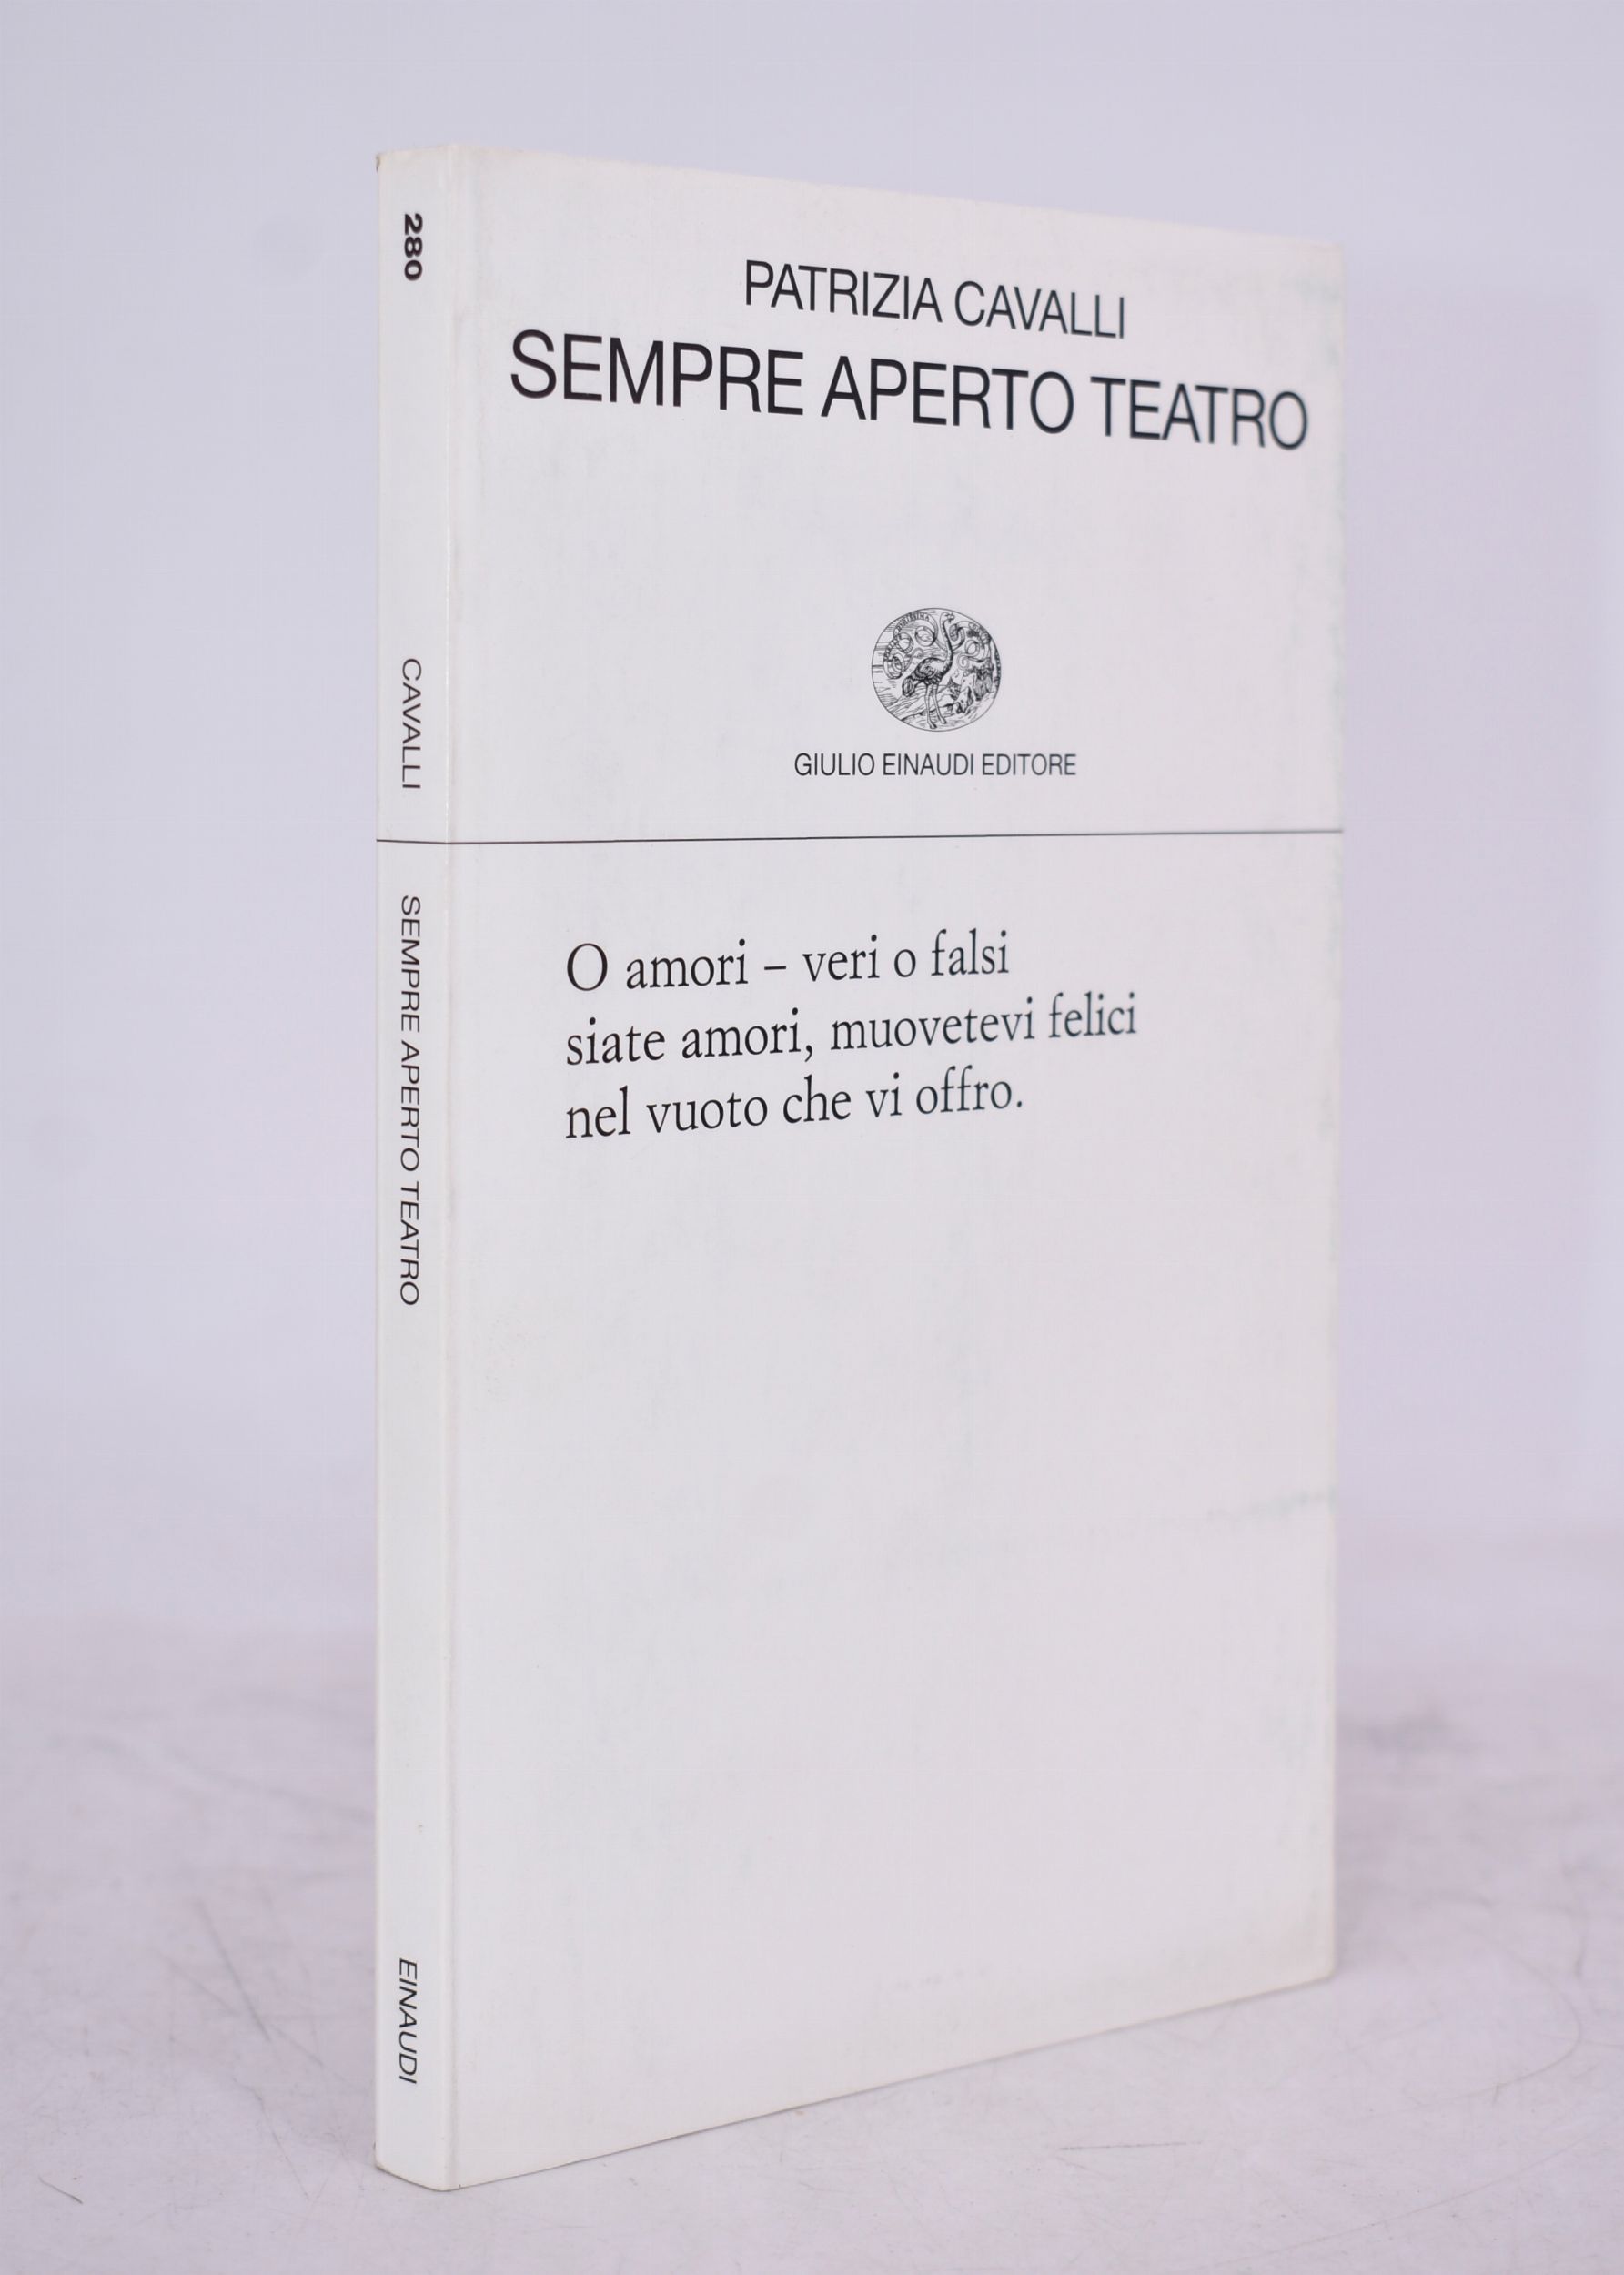 280
CAVALLI
SEMPRE APERTO TEATRO
EINAUDI
PATRIZIA CAVALLI
SEMPRE APERTO TEATRO
GIULIO EINAUDI EDITORE
O amori – veri o falsi
siate amori, muovetevi felici
nel vuoto che vi offro.